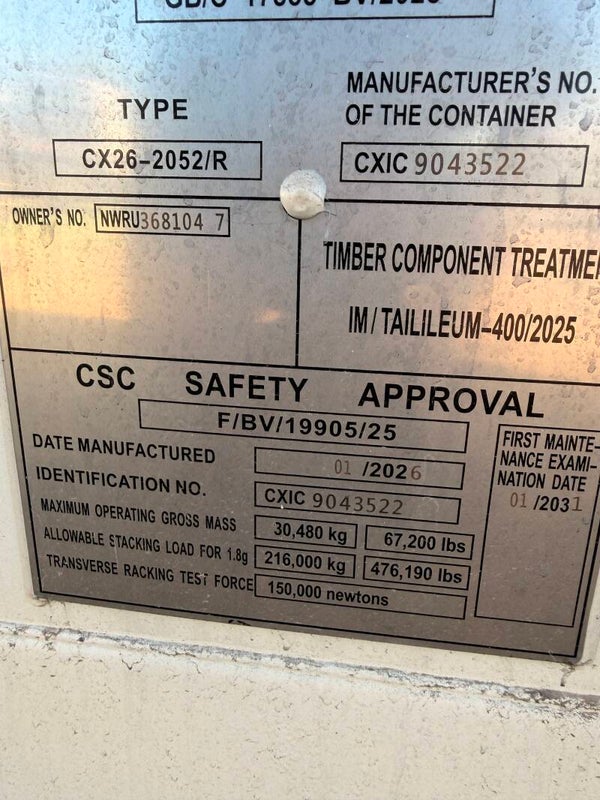 TYPE
CX26-2052/R
MANUFACTURER'S NO.
OF THE CONTAINER
CXIC 9043522
OWNER'S NO. NWRU368104 7
TIMBER COMPONENT
IM/TAILILEUM-400/2025
CSC SAFETY APPROVAL
F/BV/19905/25
DATE MANUFACTURED 01 /2026
IDENTIFICATION NO. CXIC 9043522
MAXIMUM OPERATING GROSS MASS 30,480 kg 67,200 lbs
ALLOWABLE STACKING LOAD FOR 1.8g 216,000 kg 476,190 lbs
TRANSVERSE RACKING TEST FORCE 150,000 newtons
FIRST MAINTE-
NANCE EXAMI-
NATION DATE
01 /2031